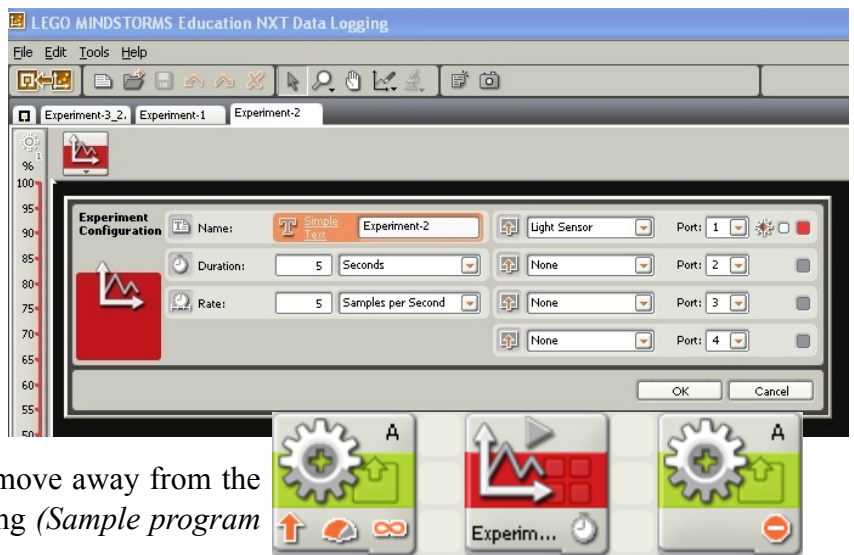 LEGO MINDSTORMS Education NXT Data Logging
File Edit Tools Help
Experiment-3_2. Experiment-1 Experiment-2
1
%
100
95
90
85
80
75
70
65
60
55
50
Experiment
Configuration
Name: T Simple Text Experiment-2
Duration: 5 Seconds
Rate: 5 Samples per Second
Light Sensor Port: 1
None Port: 2
None Port: 3
None Port: 4
OK Cancel
move away from the
ng (Sample program
A
Experim...
A